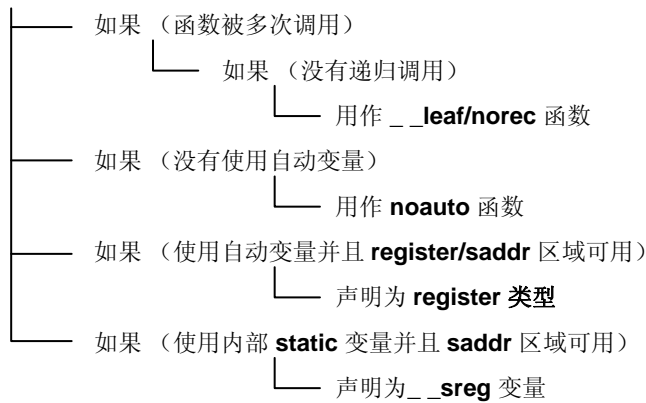 如果 （函数被多次调用）
如果 （没有递归调用）
用作 _ _leaf/norec 函数
如果 （没有使用自动变量）
用作 noauto 函数
如果 （使用自动变量并且 register/saddr 区域可用）
声明为 register 类型
如果 （使用内部 static 变量并且 saddr 区域可用）
声明为_ _sreg 变量